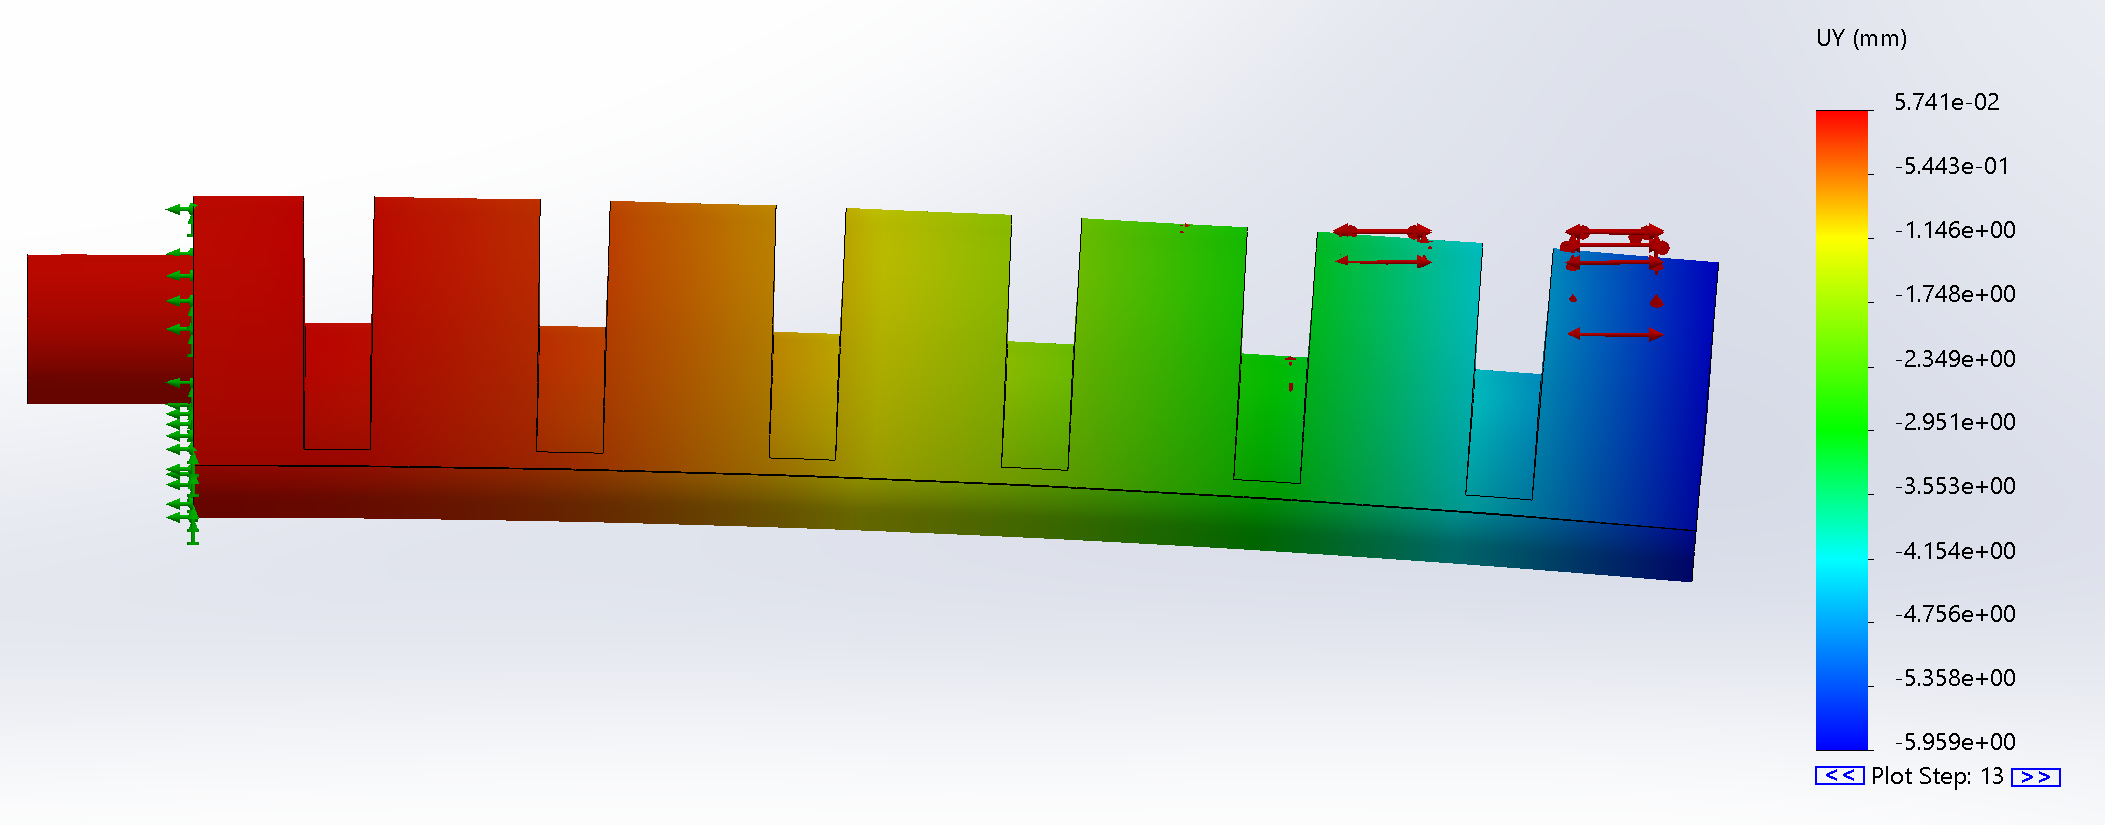 UY (mm)
5.741e-02
-5.443e-01
-1.146e+00
-1.748e+00
-2.349e+00
-2.951e+00
-3.553e+00
-4.154e+00
-4.756e+00
-5.358e+00
-5.959e+00
<< Plot Step: 13 >>